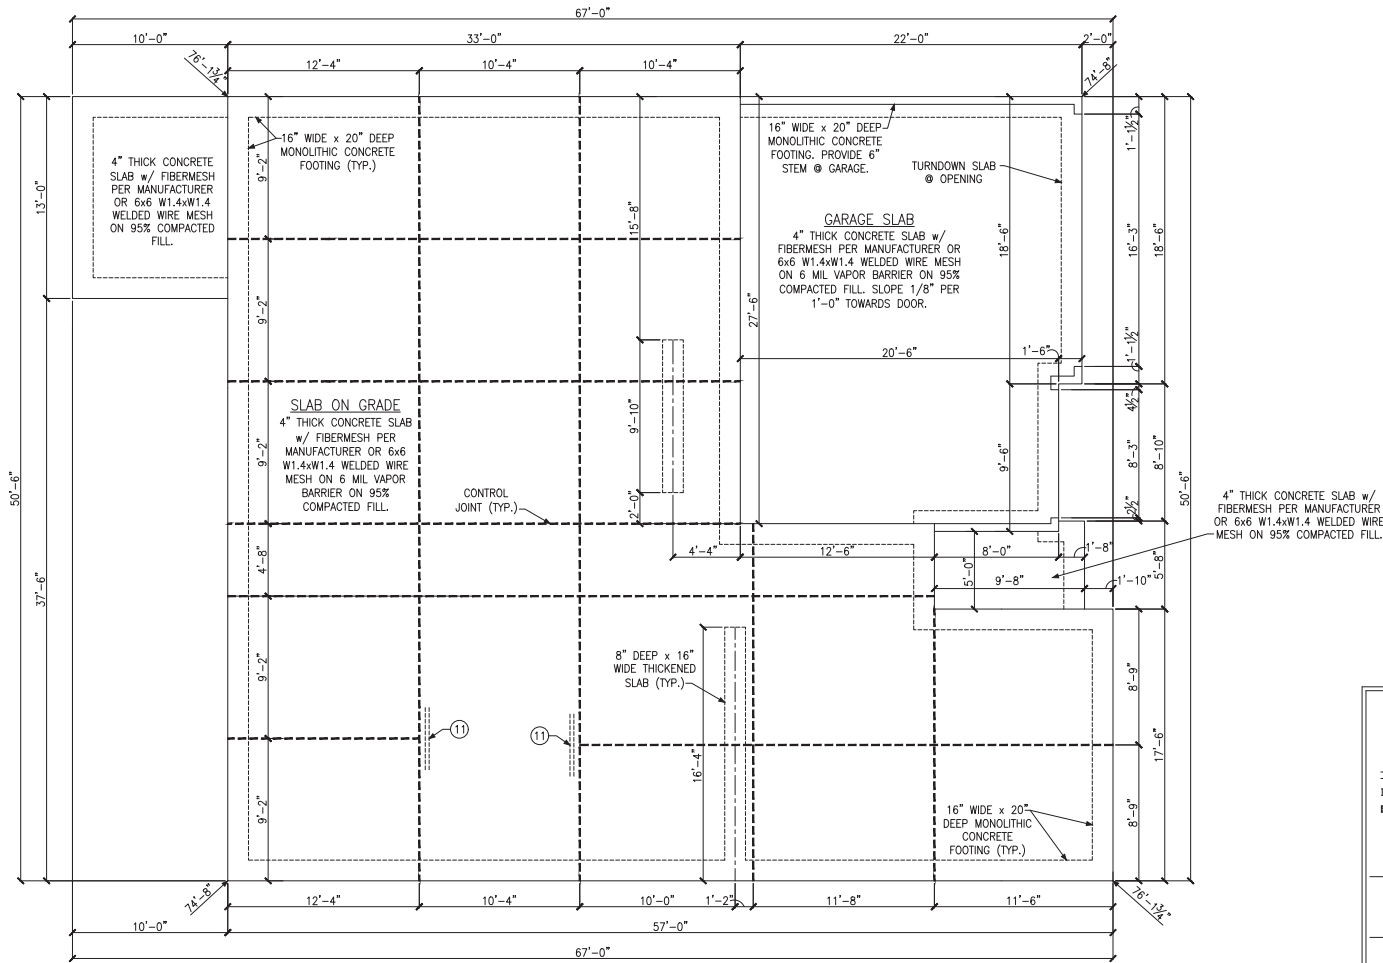 67'-0"
10'-0"
33'-0"
22'-0"
2'-0"
76'-1¾"
12'-4"
10'-4"
10'-4"
74'-8"
16" WIDE x 20" DEEP
MONOLITHIC CONCRETE
FOOTING (TYP.)
4" THICK CONCRETE
SLAB w/ FIBERMESH
PER MANUFACTURER
OR 6x6 W1.4xW1.4
WELDED WIRE MESH
ON 95% COMPACTED
FILL.
13'-0"
9'-2"
15'-8"
16" WIDE x 20" DEEP
MONOLITHIC CONCRETE
FOOTING. PROVIDE 6"
STEM @ GARAGE.
TURNDOWN SLAB
@ OPENING
1'-1½"
GARAGE SLAB
4" THICK CONCRETE SLAB w/
FIBERMESH PER MANUFACTURER OR
6x6 W1.4xW1.4 WELDED WIRE MESH
ON 6 MIL VAPOR BARRIER ON 95%
COMPACTED FILL. SLOPE 1/8" PER
1'-0" TOWARDS DOOR.
18'-6"
16'-3"
18'-6"
9'-2"
27'-6"
20'-6"
1'-6"
1'-1½"
SLAB ON GRADE
4" THICK CONCRETE SLAB
w/ FIBERMESH PER
MANUFACTURER OR 6x6
W1.4xW1.4 WELDED WIRE
MESH ON 6 MIL VAPOR
BARRIER ON 95%
COMPACTED FILL.
9'-2"
9'-10"
4½"
9'-6"
8'-3"
8'-10"
50'-6"
50'-6"
CONTROL
JOINT (TYP.)
2'-0"
2½"
4" THICK CONCRETE SLAB w/
FIBERMESH PER MANUFACTURER
OR 6x6 W1.4xW1.4 WELDED WIRE
MESH ON 95% COMPACTED FILL.
37'-6"
4'-8"
4'-4"
12'-6"
8'-0"
1'-8"
5'-0"
9'-8"
1'-10"
5'-8"
9'-2"
8" DEEP x 16"
WIDE THICKENED
SLAB (TYP.)
8'-9"
11
11
16'-4"
17'-6"
9'-2"
16" WIDE x 20"
DEEP MONOLITHIC
CONCRETE
FOOTING (TYP.)
8'-9"
74'-8"
12'-4"
10'-4"
10'-0"
1'-2"
11'-8"
11'-6"
76'-1¾"
10'-0"
57'-0"
67'-0"